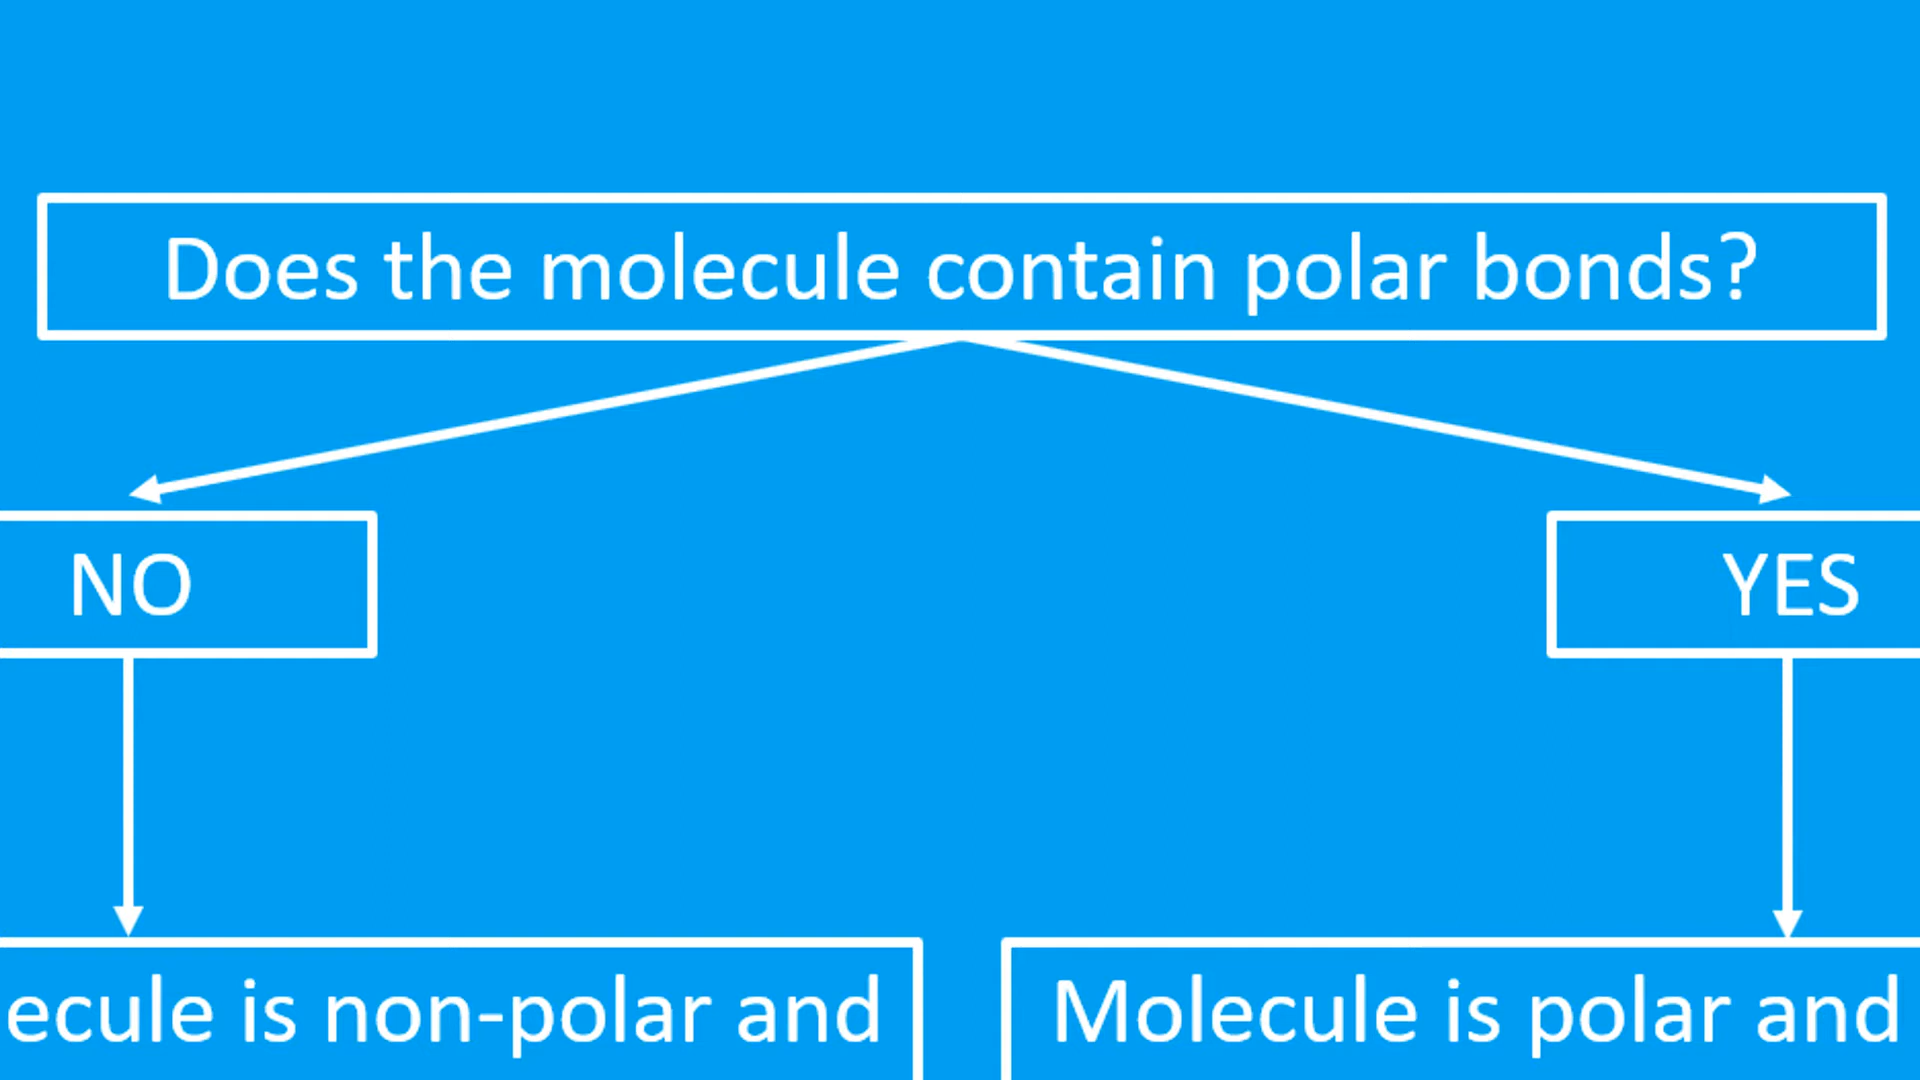 Does the molecule contain polar bonds?
NO
YES
ecule is non-polar and
Molecule is polar and